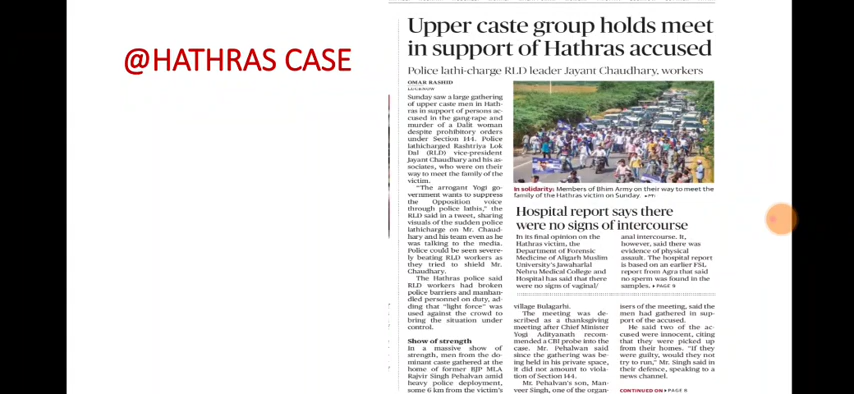 @HATHRAS CASE
Upper caste group holds meet
in support of Hathras accused
Police lathi-charge RLD leader Jayant Chaudhary, workers
OMAR RASHID
LUCKNOW
Sunday saw a large gathering
of upper caste men in Hath-
ras in support of persons ac-
cused in the gang-rape and
murder of a Dalit woman
despite prohibitory orders
under Section 144. Police
lathicharged Rashtriya Lok
Dal (RLD) vice-president
Jayant Chaudhary and his as-
sociates, who were on their
way to meet the family of the
victim.
"The arrogant Yogi go-
vernment wants to suppress
the Opposition voice
through police lathis," the
RLD said in a tweet, sharing
visuals of the sudden police
lathicharge on Mr. Chaud-
hary and his team even as he
was talking to the media.
Police could be seen severe-
ly beating RLD workers as
they tried to shield Mr.
Chaudhary.
The Hathras police said
RLD workers had broken
police barriers and manhan-
dled personnel on duty, ad-
ding that "light force" was
used against the crowd to
bring the situation under
control.
Show of strength
In a massive show of
strength, men from the do-
minant caste gathered at the
home of former BJP MLA
Rajvir Singh Pehalvan amid
heavy police deployment,
some 6 km from the victim's
In solidarity: Members of Bhim Army on their way to meet the
family of the Hathras victim on Sunday. PTI
Hospital report says there
were no signs of intercourse
In its final opinion on the
Hathras victim, the
Department of Forensic
Medicine of Aligarh Muslim
University's Jawaharlal
Nehru Medical College and
Hospital has said that there
were no signs of vaginal/
anal intercourse. It,
however, said there was
evidence of physical
assault. The hospital report
is based on an earlier FSL
report from Agra that said
no sperm was found in the
samples. PAGE 8
village Bulagarhi.
The meeting was de-
scribed as a thanksgiving
meeting after Chief Minister
Yogi Adityanath recom-
mended a CBI probe into the
case. Mr. Pehalwan said
since the gathering was be-
ing held in his private space,
it did not amount to viola-
tion of Section 144.
Mr. Pehalvan's son, Man-
veer Singh, one of the organ-
isers of the meeting, said the
men had gathered in sup-
port of the accused.
He said two of the ac-
cused were innocent, citing
that they were picked up
from their homes. "If they
were guilty, would they not
try to run," Mr. Singh said in
their defence, speaking to a
news channel.
CONTINUED ON PAGE 8